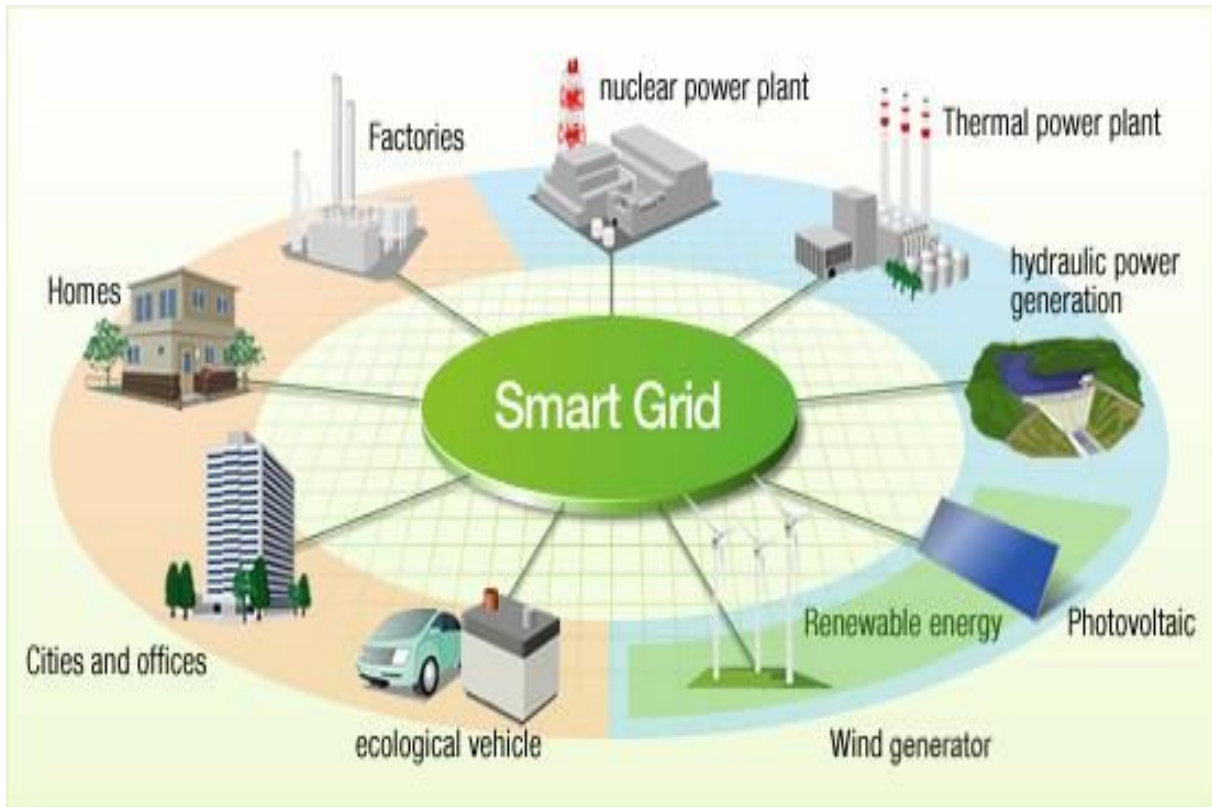 nuclear power plant
Factories
Thermal power plant
Homes
hydraulic power
generation
Smart Grid
Renewable energy
Photovoltaic
Cities and offices
ecological vehicle
Wind generator